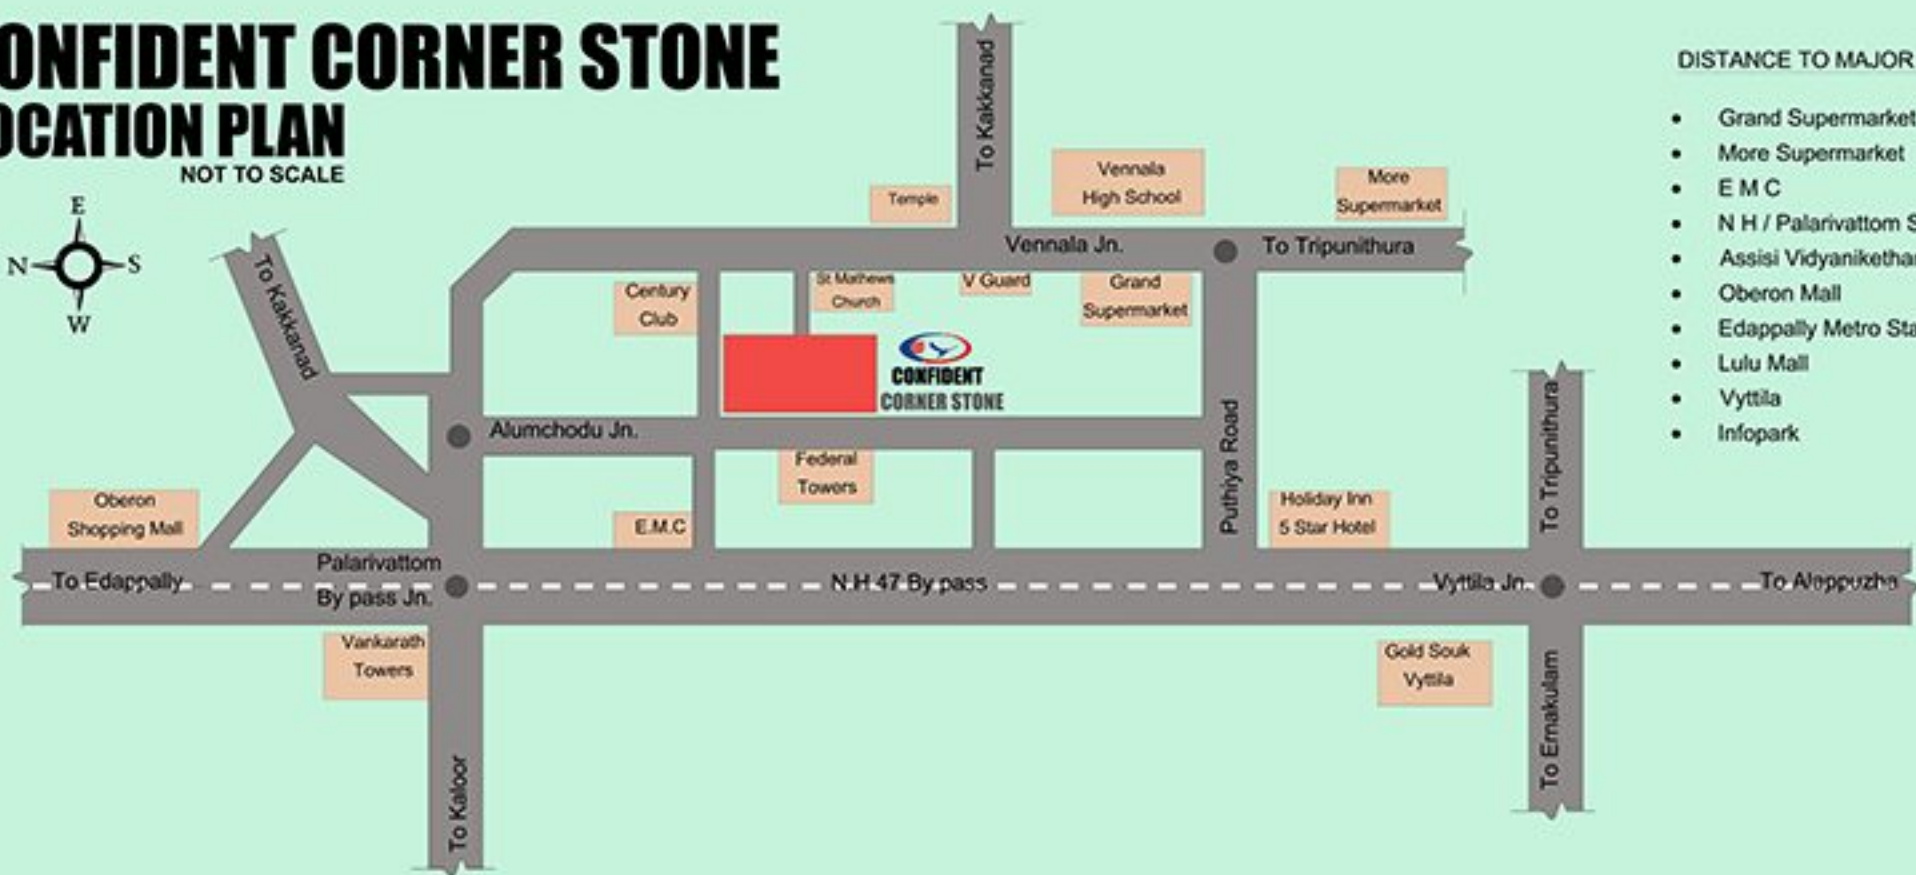 ONFIDENT CORNER STONE
OCATION PLAN
NOT TO SCALE
E
N S
W
To Kakkanad
To Kakkanad
Temple
Vennala
High School
More
Supermarket
Vennala Jn.
To Tripunithura
Century
Club
St Mathews
Church
V Guard
Grand
Supermarket
CONFIDENT
CORNER STONE
Alumchodu Jn.
Federal
Towers
E.M.C
Puthiya Road
Holiday Inn
5 Star Hotel
To Tripunithura
Oberon
Shopping Mall
To Edappally
Palarivattom
By pass Jn.
N.H 47 By pass
Vyttila Jn.
To Aleppuzha
Vankarath
Towers
To Kaloor
Gold Souk
Vyttila
To Ernakulam
DISTANCE TO MAJOR
• Grand Supermarket
• More Supermarket
• E M C
• N H / Palarivattom S
• Assisi Vidyanikethan
• Oberon Mall
• Edappally Metro Sta
• Lulu Mall
• Vyttila
• Infopark